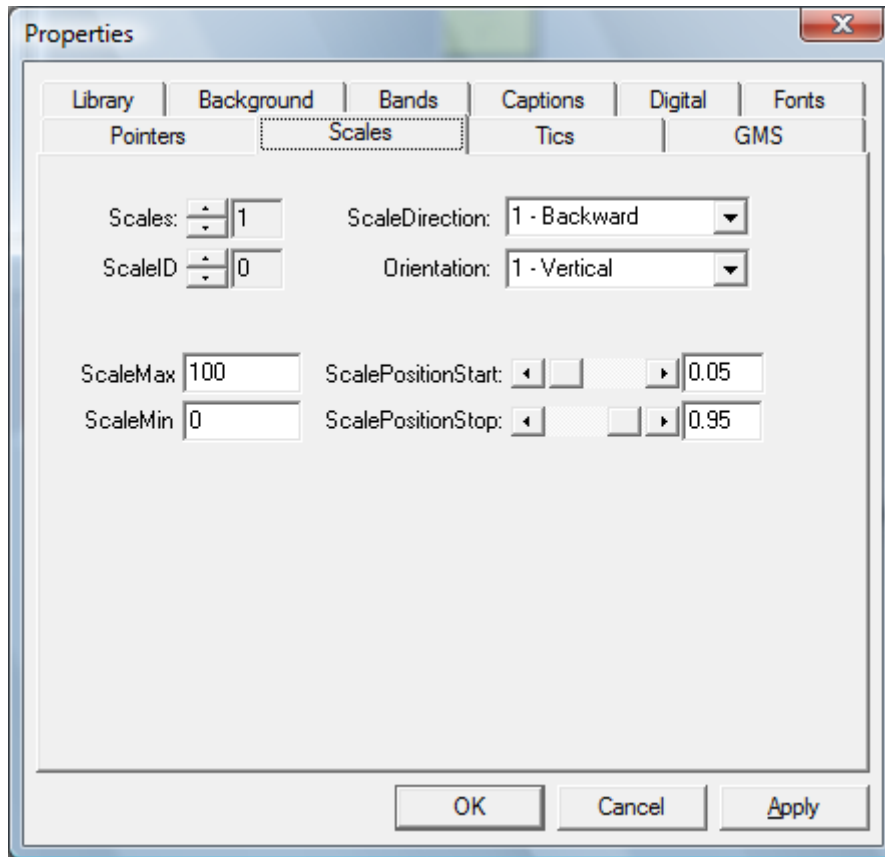 Properties
Library Background Bands Captions Digital Fonts
Pointers Scales Tics GMS
Scales: 1 ScaleDirection: 1 - Backward
ScaleID 0 Orientation: 1 - Vertical
ScaleMax 100 ScalePositionStart: 0.05
ScaleMin 0 ScalePositionStop: 0.95
OK Cancel Apply